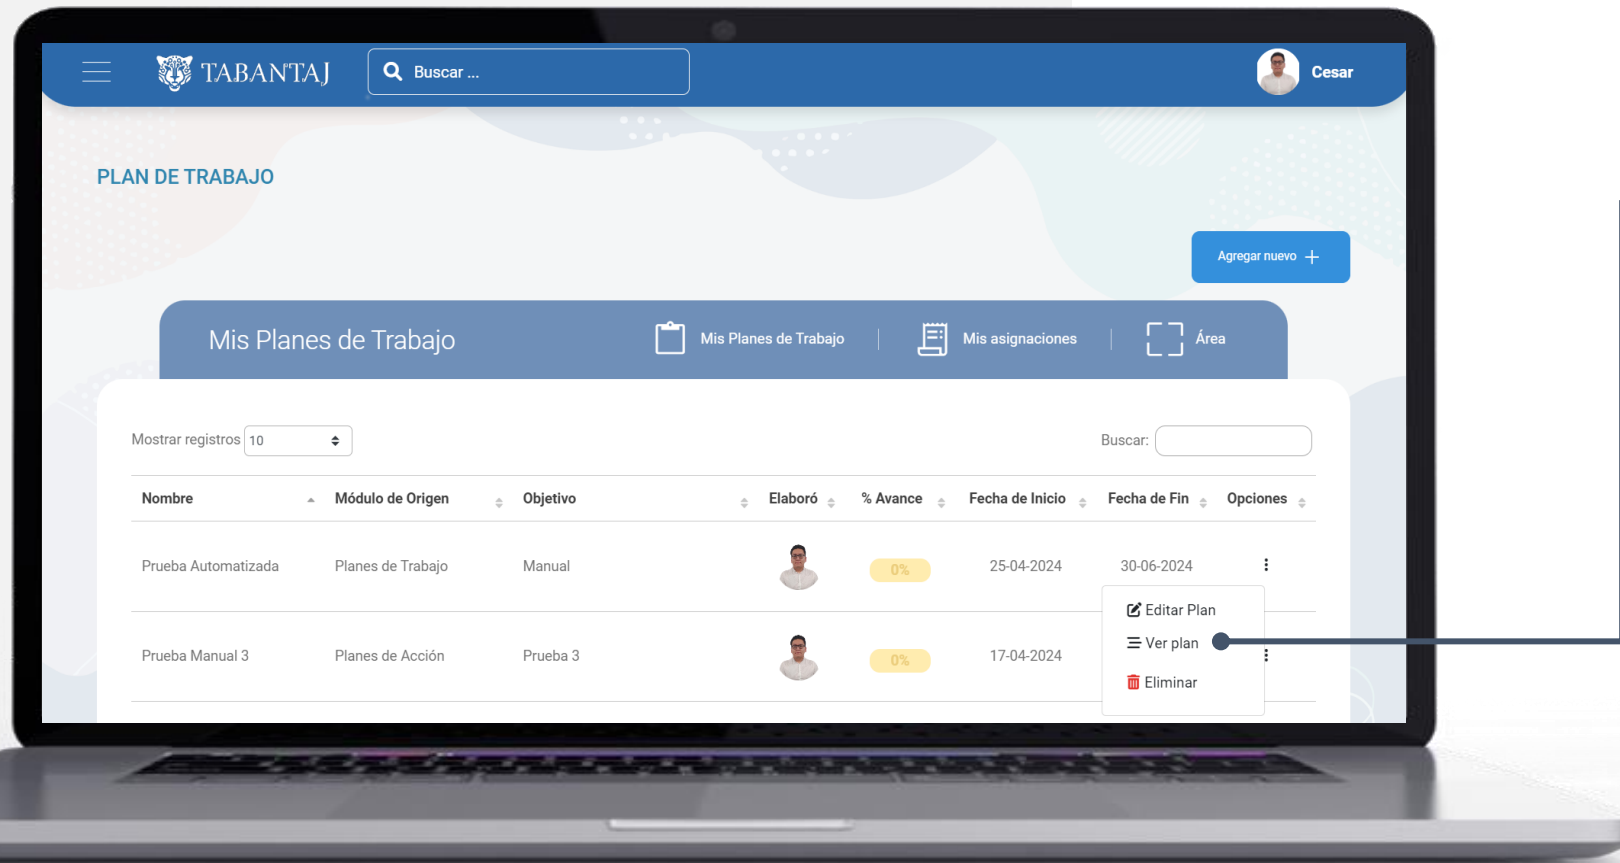 TABANTAJ
Buscar ...
Cesar
PLAN DE TRABAJO
Agregar nuevo
Mis Planes de Trabajo
Mis Planes de Trabajo
Mis asignaciones
Área
Mostrar registros 10
Buscar:
Nombre Módulo de Origen Objetivo Elaboró % Avance Fecha de Inicio Fecha de Fin Opciones
Prueba Automatizada Planes de Trabajo Manual 0% 25-04-2024 30-06-2024
Editar Plan
Ver plan
Prueba Manual 3 Planes de Acción Prueba 3 0% 17-04-2024
Eliminar